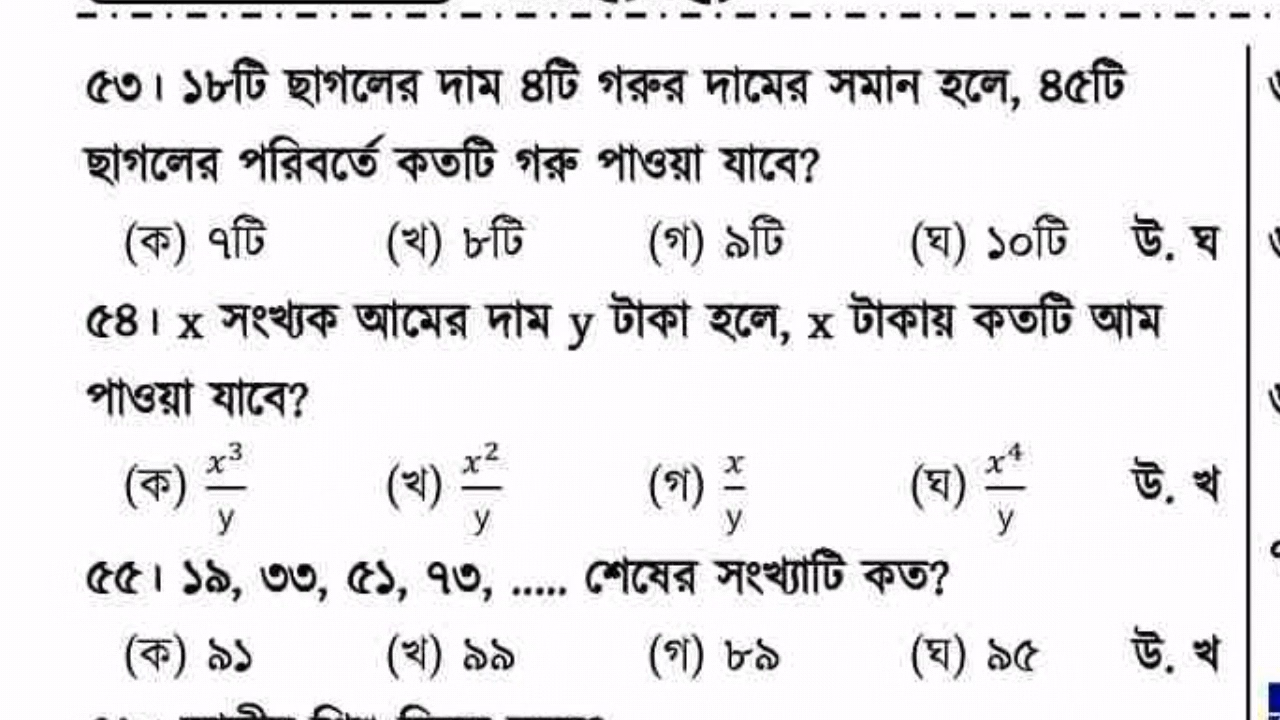 ৫৩। ১৮টি ছাগলের দাম ৪টি গরুর দামের সমান হলে, ৪৫টি
ছাগলের পরিবর্তে কতটি গরু পাওয়া যাবে?
(ক) ৭টি (খ) ৮টি (গ) ৯টি (ঘ) ১০টি উ. ঘ
৫৪। x সংখ্যক আমের দাম y টাকা হলে, x টাকায় কতটি আম
পাওয়া যাবে?
(ক) x³/y (খ) x²/y (গ) x/y (ঘ) x⁴/y উ. খ
৫৫। ১৯, ৩৩, ৫১, ৭৩, ..... শেষের সংখ্যাটি কত?
(ক) ৯১ (খ) ৯৯ (গ) ৮৯ (ঘ) ৯৫ উ. খ